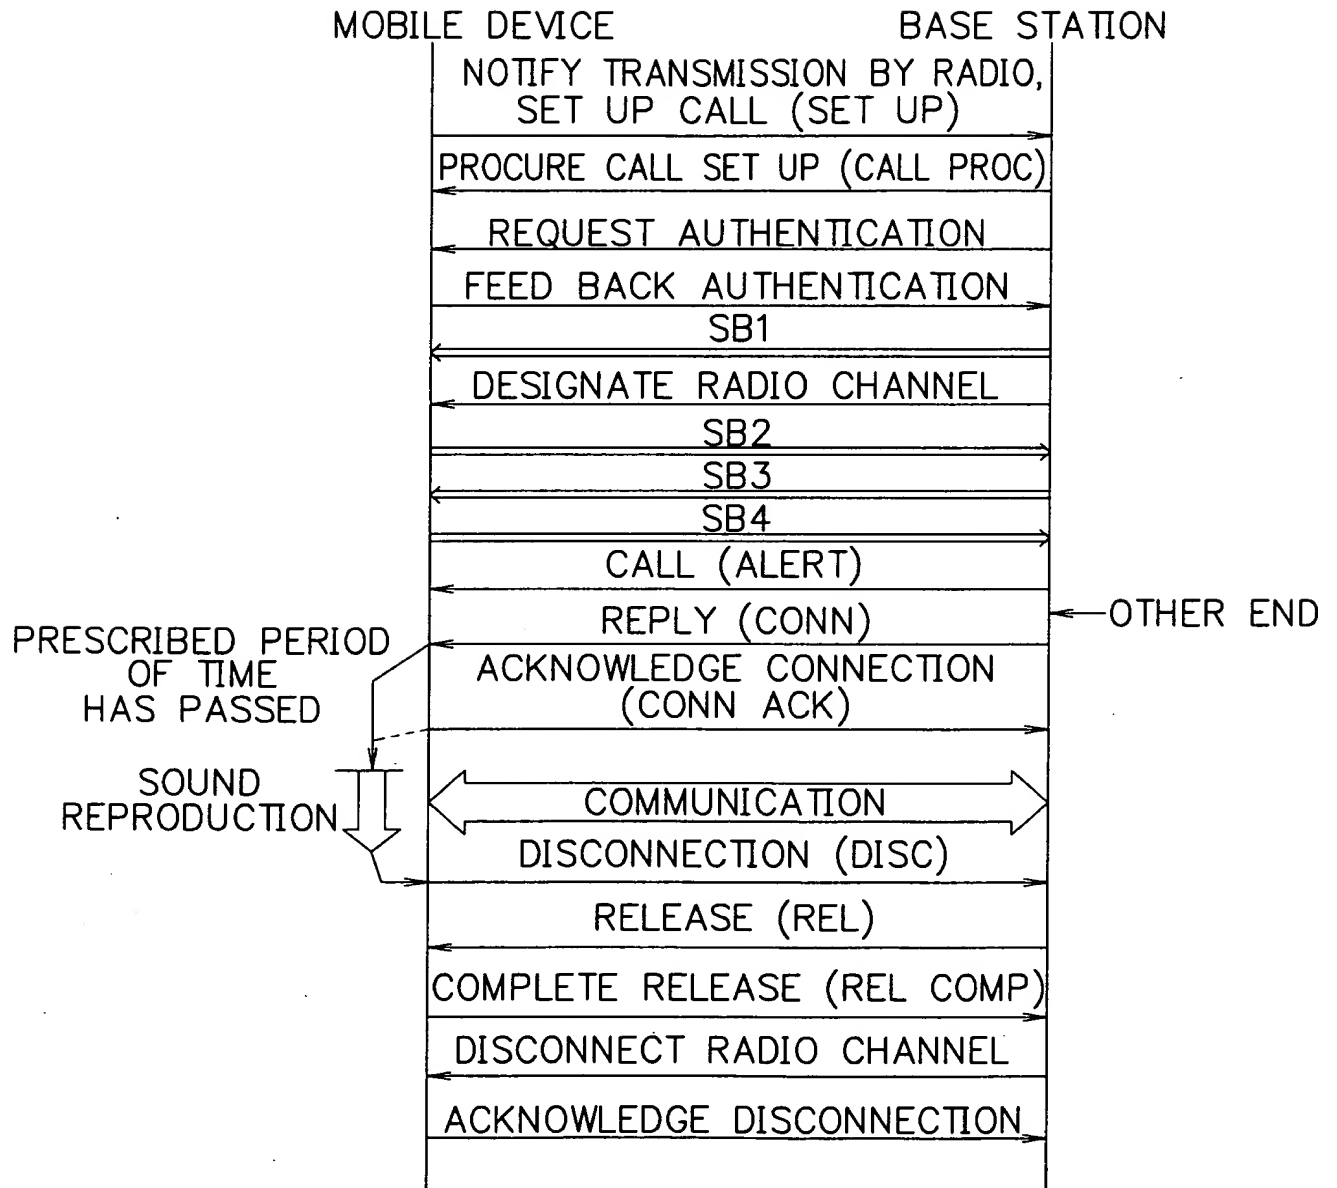 MOBILE DEVICE
BASE STATION
NOTIFY TRANSMISSION BY RADIO,
SET UP CALL (SET UP)
PROCURE CALL SET UP (CALL PROC)
REQUEST AUTHENTICATION
FEED BACK AUTHENTICATION
SB1
DESIGNATE RADIO CHANNEL
SB2
SB3
SB4
CALL (ALERT)
REPLY (CONN)
OTHER END
PRESCRIBED PERIOD
OF TIME
HAS PASSED
ACKNOWLEDGE CONNECTION
(CONN ACK)
SOUND
REPRODUCTION
COMMUNICATION
DISCONNECTION (DISC)
RELEASE (REL)
COMPLETE RELEASE (REL COMP)
DISCONNECT RADIO CHANNEL
ACKNOWLEDGE DISCONNECTION